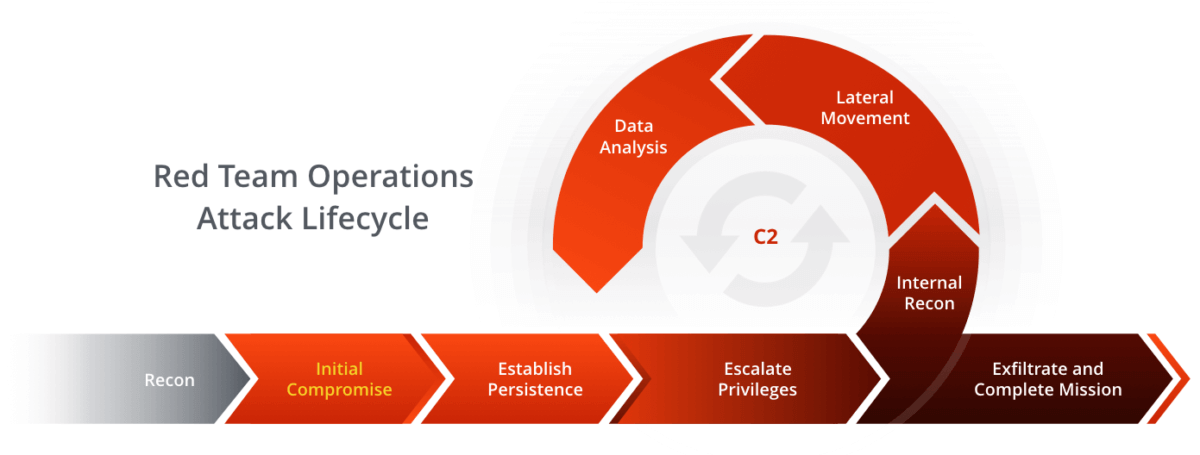 Red Team Operations
Attack Lifecycle
Data
Analysis
Lateral
Movement
C2
Internal
Recon
Recon
Initial
Compromise
Establish
Persistence
Escalate
Privileges
Exfiltrate and
Complete Mission